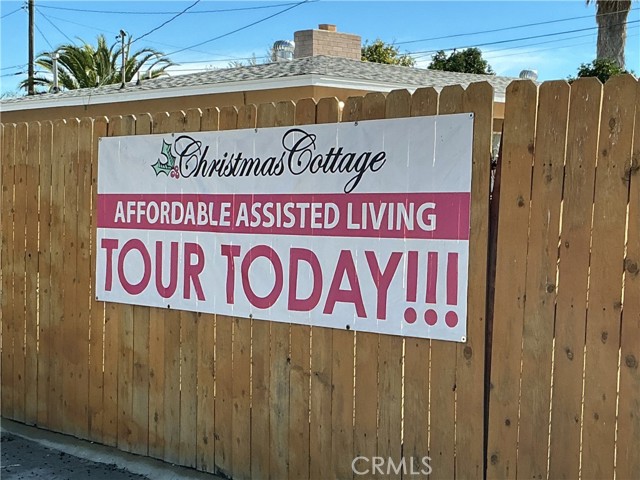 Christmas Cottage
AFFORDABLE ASSISTED LIVING
TOUR TODAY!!!
CRMLS